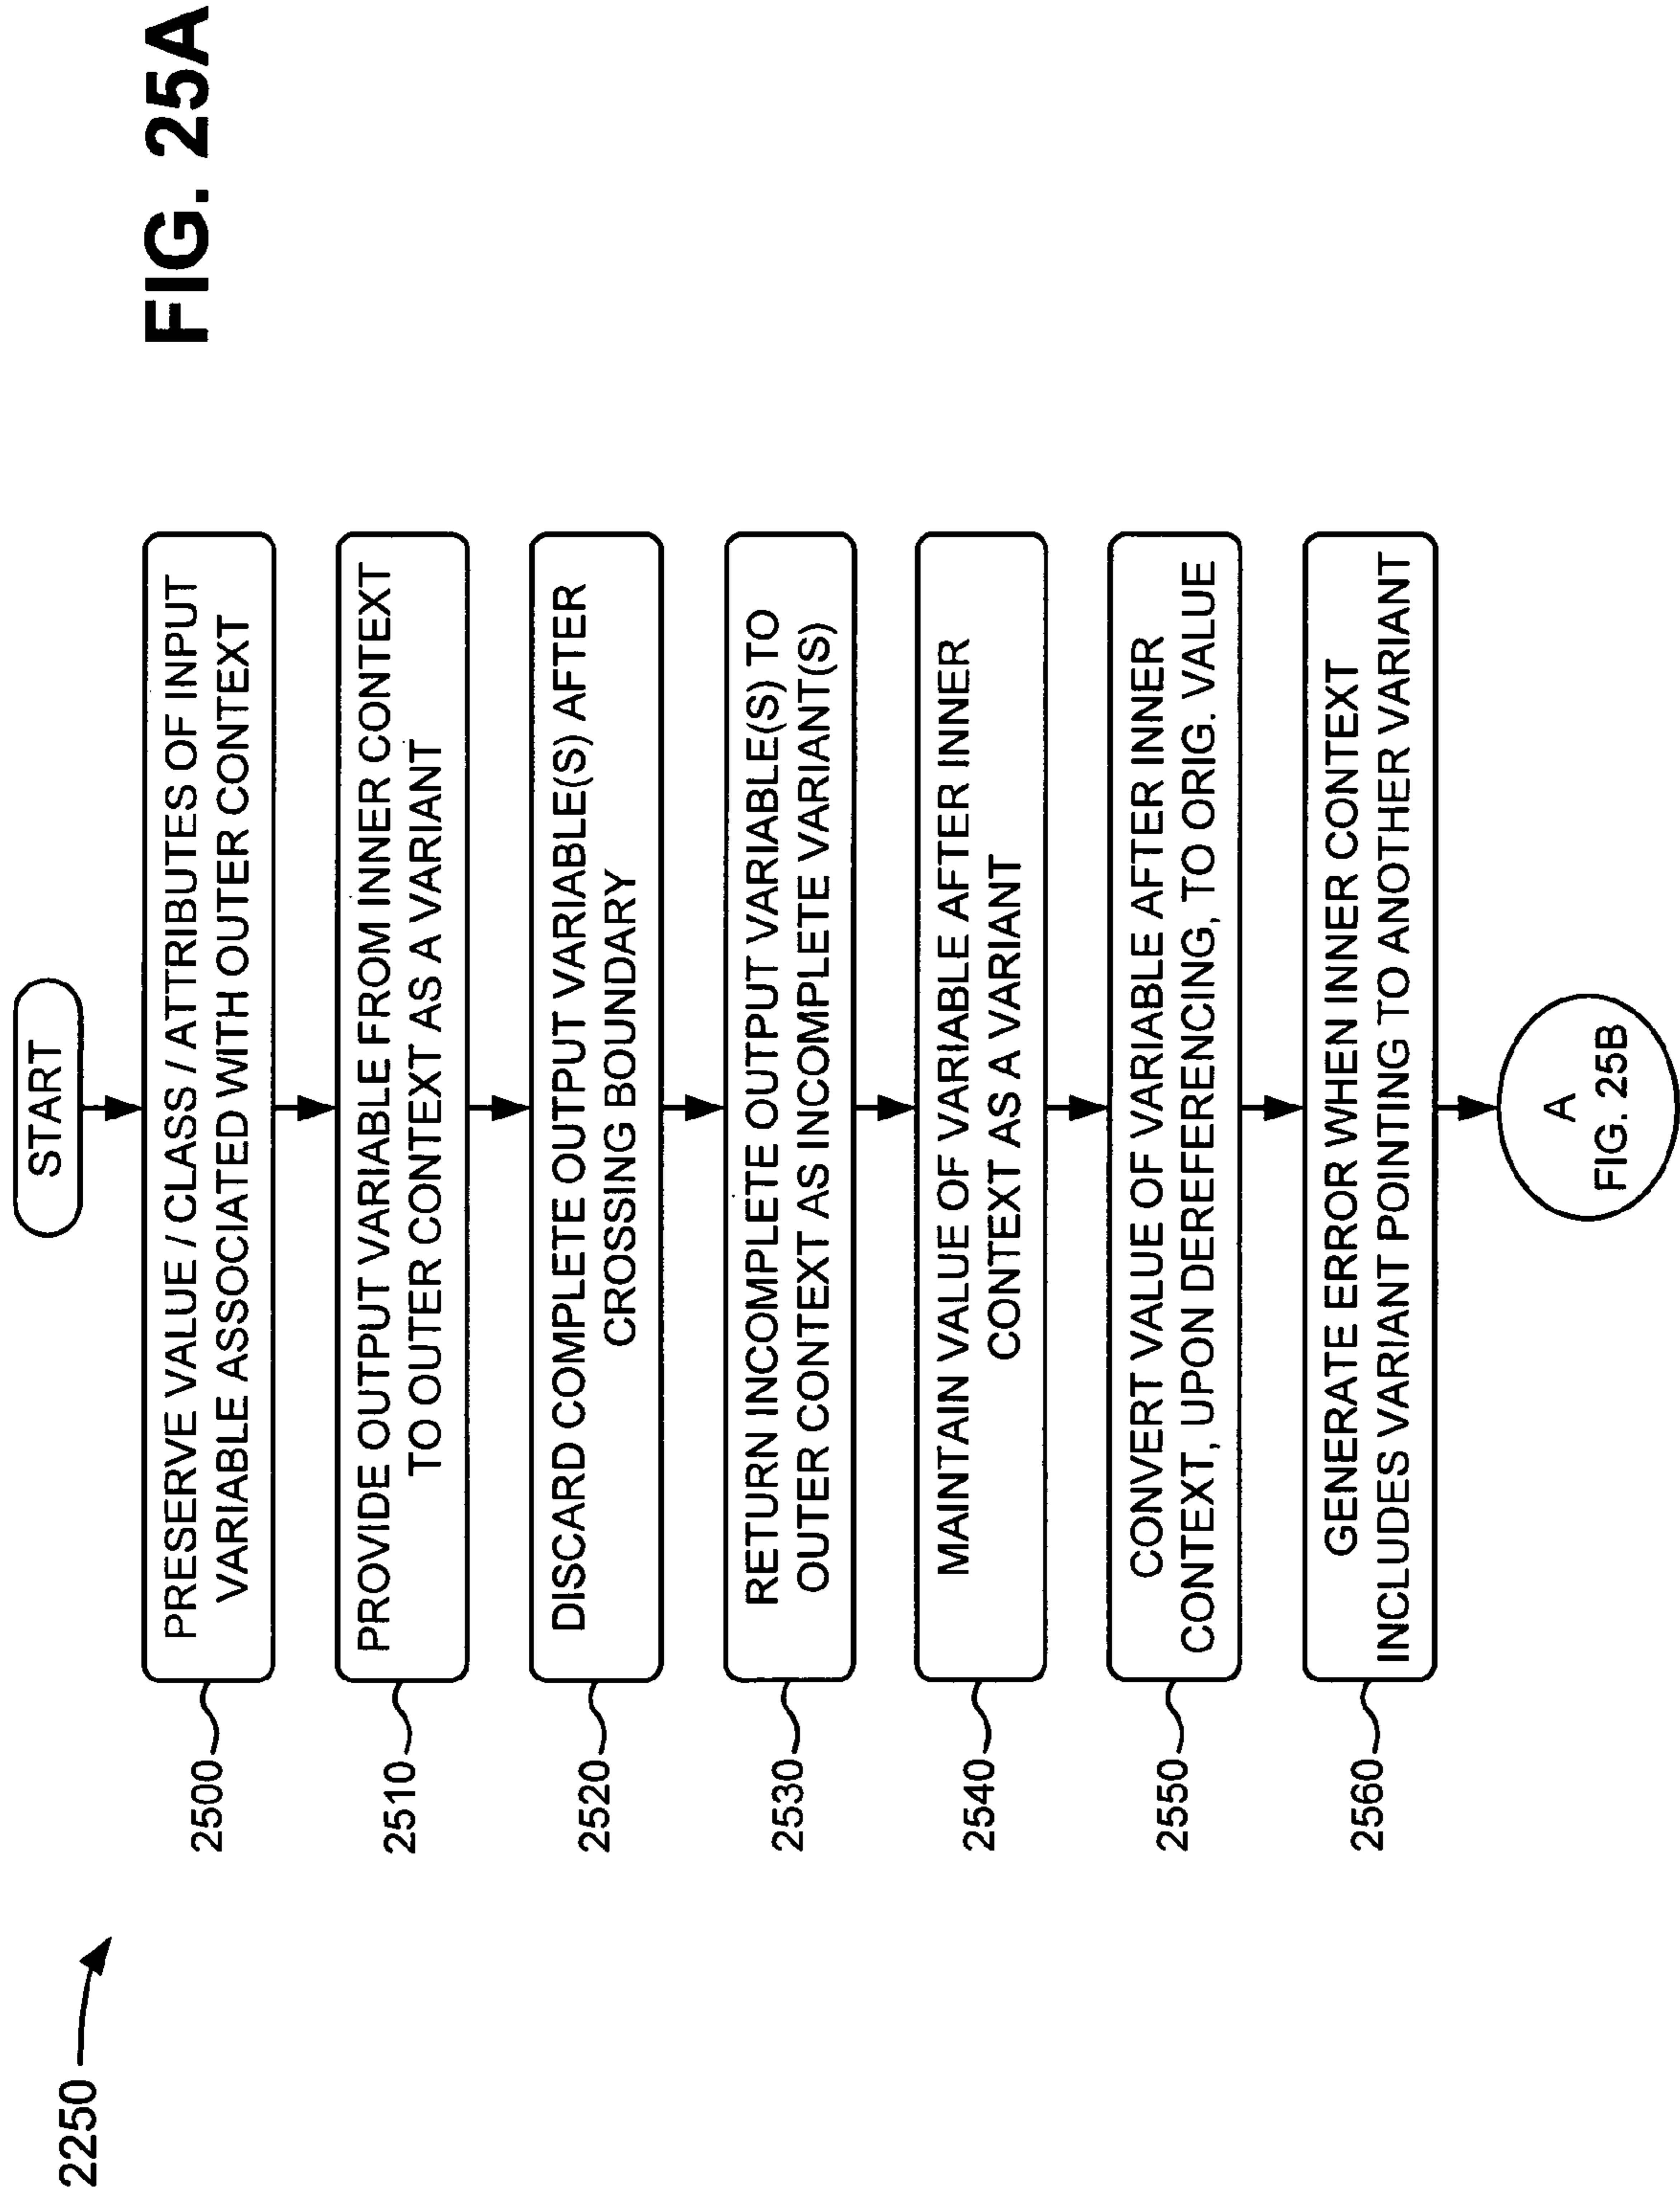 FIG. 25A
2250
START
2500
PRESERVE VALUE / CLASS / ATTRIBUTES OF INPUT
VARIABLE ASSOCIATED WITH OUTER CONTEXT
2510
PROVIDE OUTPUT VARIABLE FROM INNER CONTEXT
TO OUTER CONTEXT AS A VARIANT
2520
DISCARD COMPLETE OUTPUT VARIABLE(S) AFTER
CROSSING BOUNDARY
2530
RETURN INCOMPLETE OUTPUT VARIABLE(S) TO
OUTER CONTEXT AS INCOMPLETE VARIANT(S)
2540
MAINTAIN VALUE OF VARIABLE AFTER INNER
CONTEXT AS A VARIANT
2550
CONVERT VALUE OF VARIABLE AFTER INNER
CONTEXT, UPON DEREFERENCING, TO ORIG. VALUE
2560
GENERATE ERROR WHEN INNER CONTEXT
INCLUDES VARIANT POINTING TO ANOTHER VARIANT
A
FIG. 25B